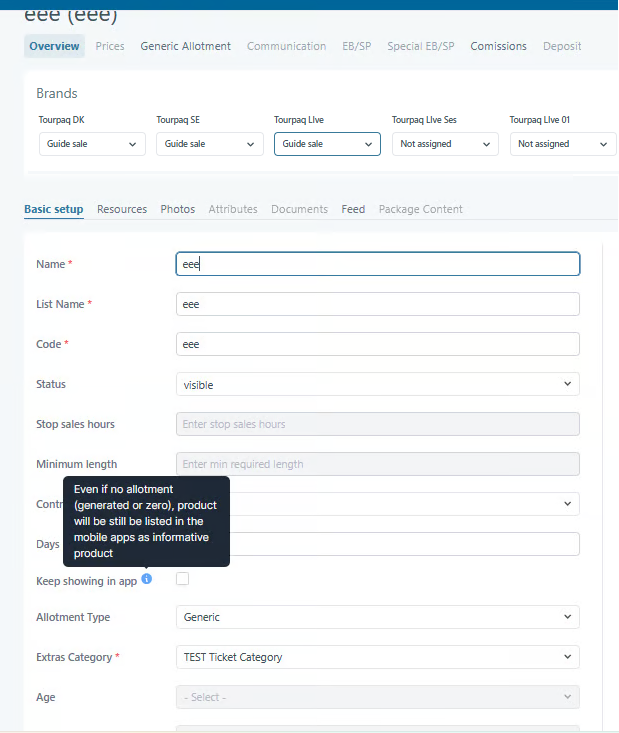 eee (eee)
Overview Prices Generic Allotment Communication EB/SP Special EB/SP Comissions Deposit
Brands
Tourpaq DK Tourpaq SE Tourpaq LIve Tourpaq LIve Ses Tourpaq LIve 01
Guide sale Guide sale Guide sale Not assigned Not assigned
Basic setup Resources Photos Attributes Documents Feed Package Content
Name * eee
List Name * eee
Code * eee
Status visible
Stop sales hours Enter stop sales hours
Minimum length Enter min required length
Contr
Days
Even if no allotment
(generated or zero), product
will be still be listed in the
mobile apps as informative
product
Keep showing in app
Allotment Type Generic
Extras Category * TEST Ticket Category
Age - Select -